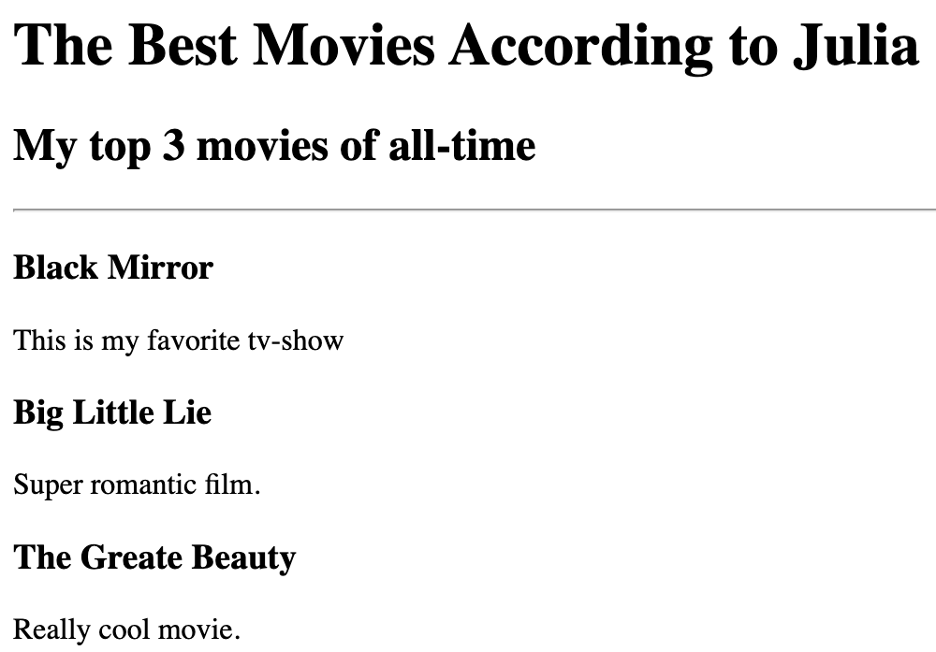 The Best Movies According to Julia
My top 3 movies of all-time
Black Mirror
This is my favorite tv-show
Big Little Lie
Super romantic film.
The Greate Beauty
Really cool movie.